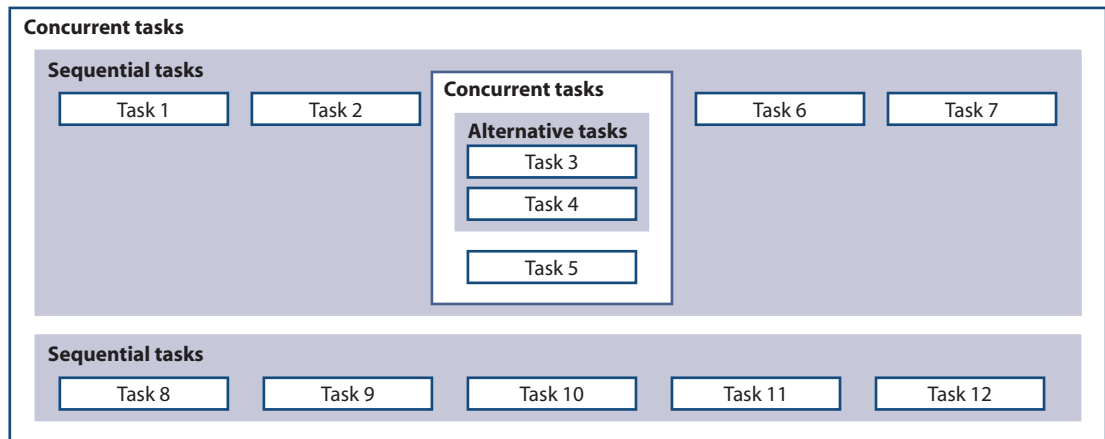 Concurrent tasks
Sequential tasks
Task 1
Task 2
Concurrent tasks
Alternative tasks
Task 3
Task 4
Task 5
Task 6
Task 7
Sequential tasks
Task 8
Task 9
Task 10
Task 11
Task 12